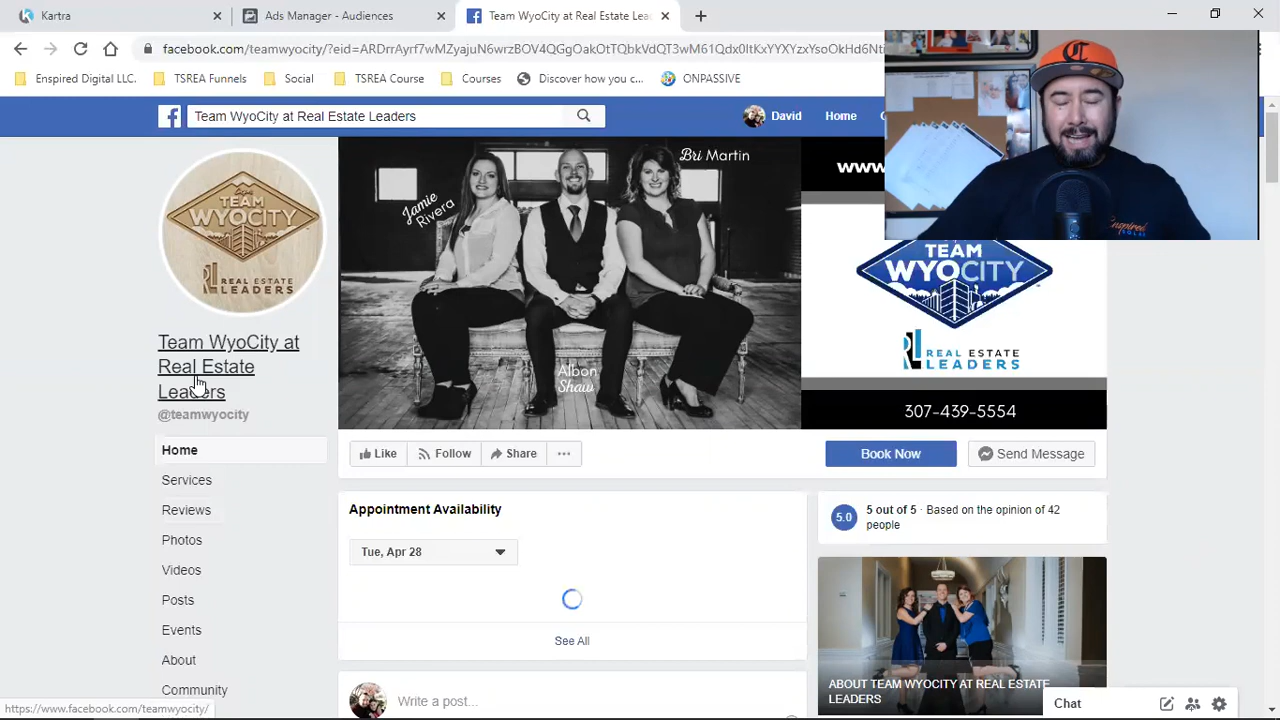 Kartra
Ads Manager - Audiences
Team WyoCity at Real Estate Lea
Enspired Digital LLC.
TSREA Funnels
Social
TSREA Course
Courses
Discover how you c...
ONPASSIVE
Team WyoCity at Real Estate Leaders
David
Home
Jamie
Rivera
Bri Martin
Albon
Shaw
www
TEAM
WYOCITY
REAL ESTATE
LEADERS
TEAM
WYOCITY
REAL ESTATE
LEADERS
307-439-5554
Team WyoCity at
Real Estate
Leaders
@teamwyocity
Like
Follow
Share
...
Book Now
Send Message
Home
Services
Reviews
Photos
Videos
Posts
Events
About
Community
Appointment Availability
Tue, Apr 28
See All
Write a post...
5.0
5 out of 5 · Based on the opinion of 42
people
ABOUT TEAM WYOCITY AT REAL ESTATE
LEADERS
Chat
https://www.facebook.com/teamwyocity/